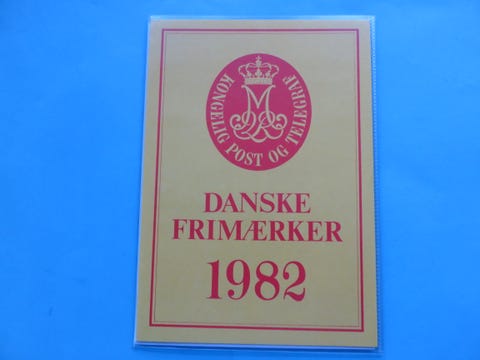 KONGELIG POST OG TELEGRAF
DANSKE
FRIMÆRKER
1982